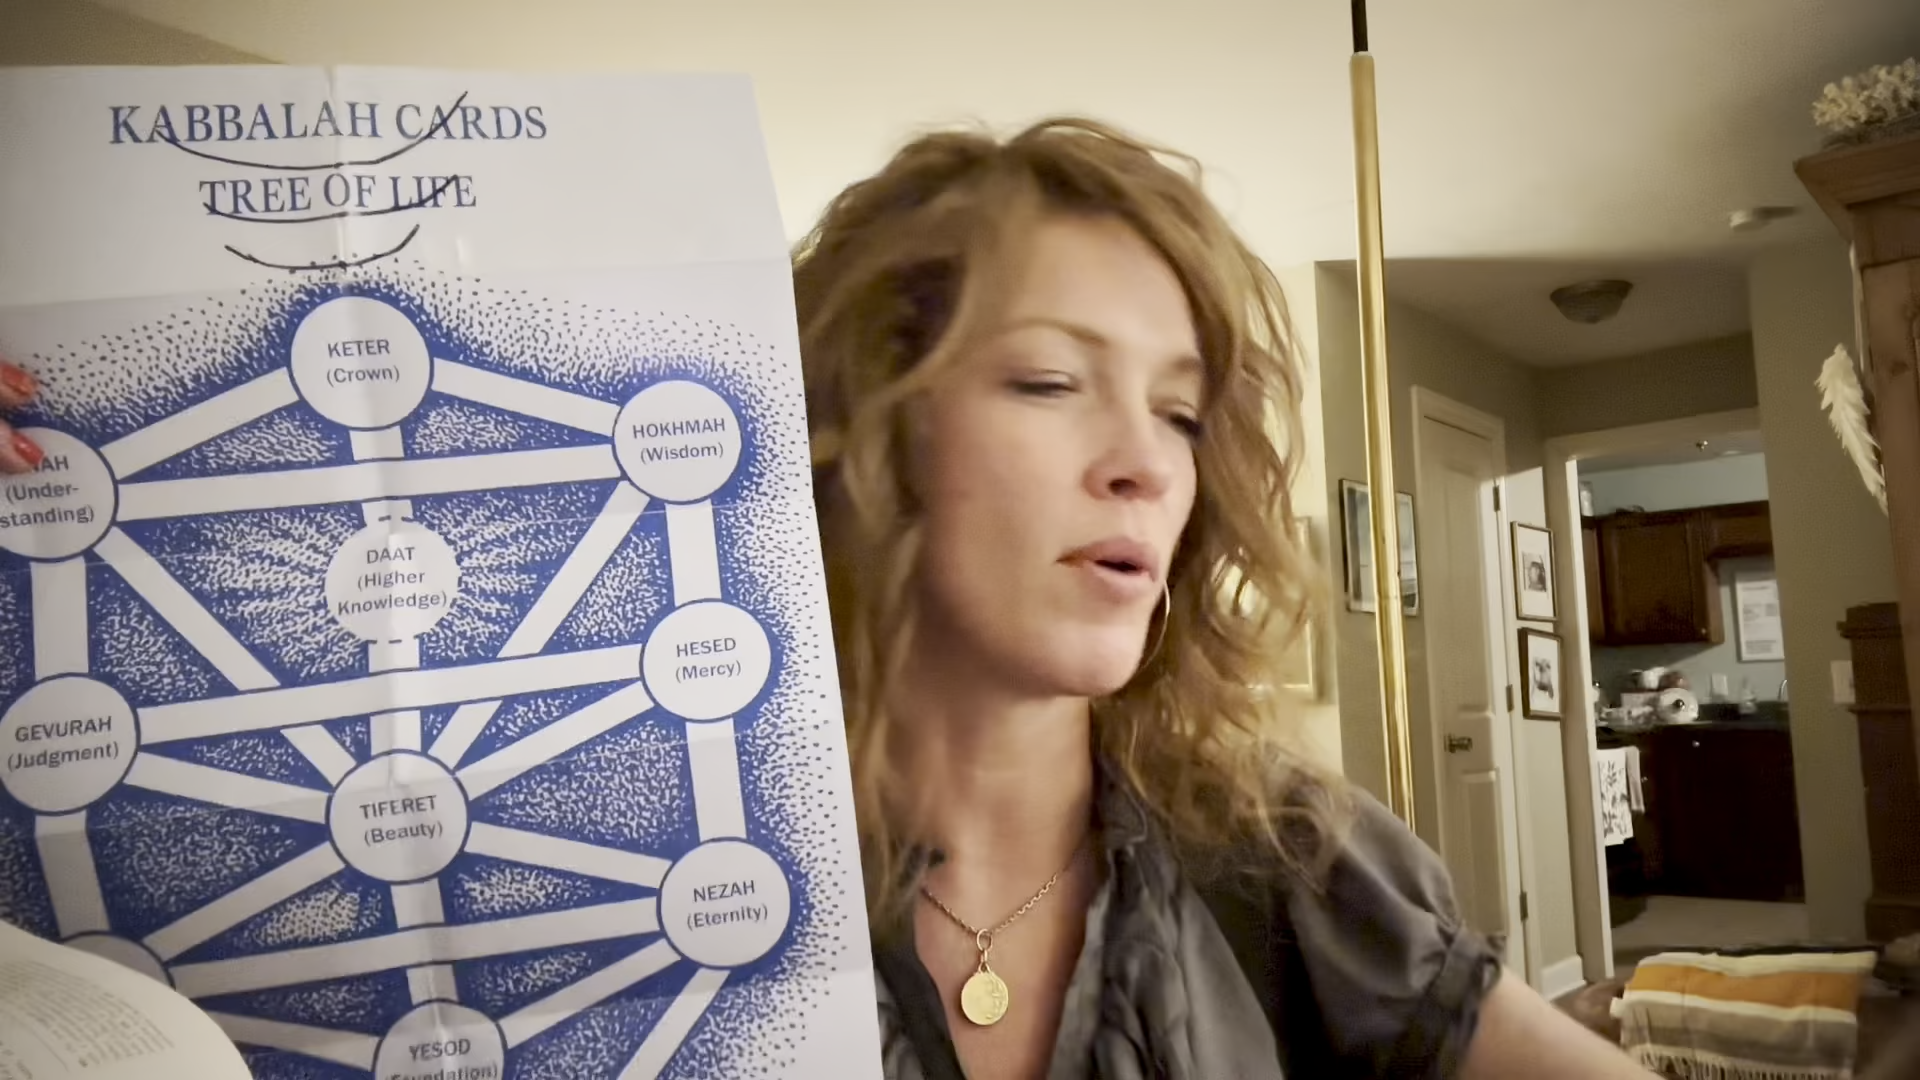 KABBALAH CARDS
TREE OF LIFE
KETER
(Crown)
HOKHMAH
(Wisdom)
(Under-
standing)
DAAT
(Higher
Knowledge)
HESED
(Mercy)
GEVURAH
(Judgment)
TIFERET
(Beauty)
NEZAH
(Eternity)
YESOD
(Foundation)